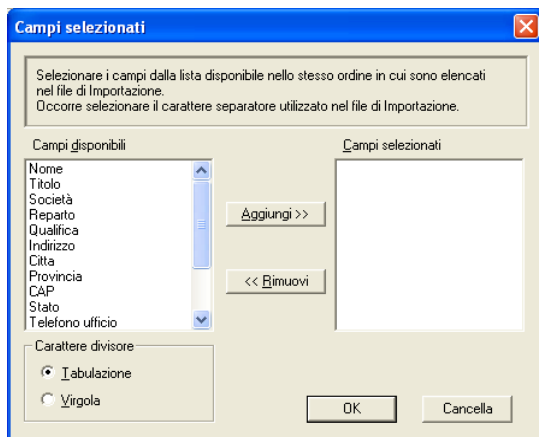 Campi selezionati
Selezionare i campi dalla lista disponibile nello stesso ordine in cui sono elencati
nel file di Importazione.
Occorre selezionare il carattere separatore utilizzato nel file di Importazione.
Campi disponibili
Campi selezionati
Nome
Titolo
Società
Reparto
Qualifica
Indirizzo
Citta
Provincia
CAP
Stato
Telefono ufficio
Aggiungi >>
<< Rimuovi
Carattere divisore
Tabulazione
Virgola
OK
Cancella